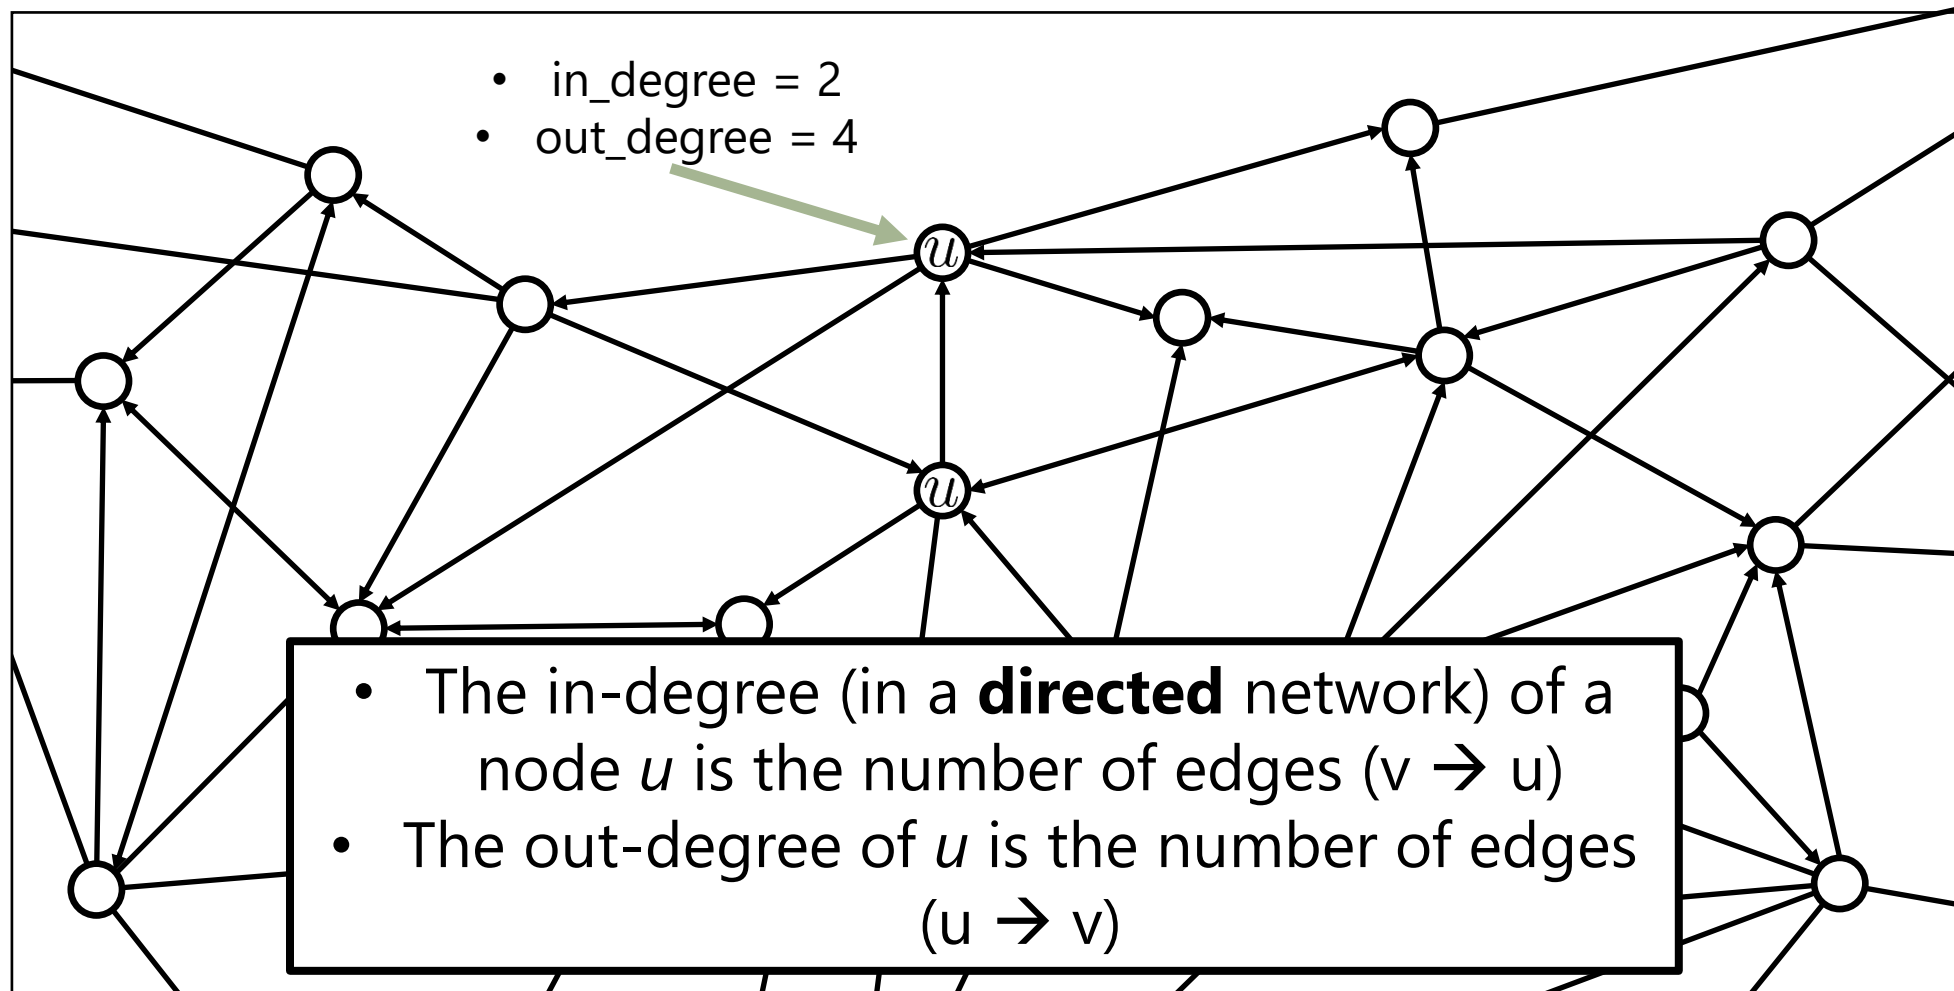 • in_degree = 2
• out_degree = 4
u
u
• The in-degree (in a directed network) of a
node u is the number of edges (v → u)
• The out-degree of u is the number of edges
(u → v)